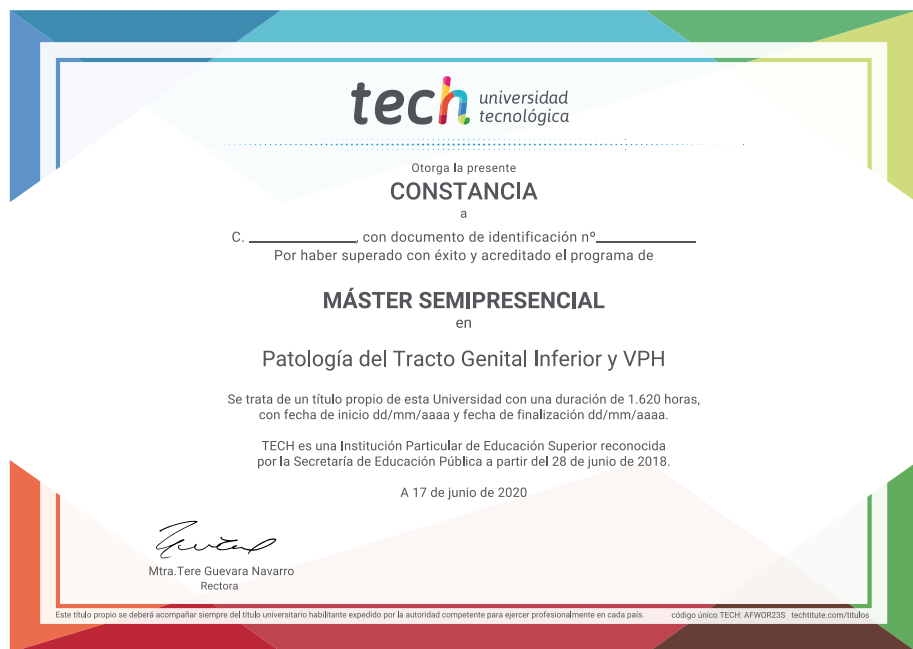 tech universidad
tecnológica
Otorga la presente
CONSTANCIA
a
C. ____________, con documento de identificación nº___________
Por haber superado con éxito y acreditado el programa de
MÁSTER SEMIPRESENCIAL
en
Patología del Tracto Genital Inferior y VPH
Se trata de un título propio de esta Universidad con una duración de 1.620 horas,
con fecha de inicio dd/mm/aaaa y fecha de finalización dd/mm/aaaa.
TECH es una Institución Particular de Educación Superior reconocida
por la Secretaría de Educación Pública a partir del 28 de junio de 2018.
A 17 de junio de 2020
Mtra.Tere Guevara Navarro
Rectora
Este título propio se deberá acompañar siempre del título universitario habilitante expedido por la autoridad competente para ejercer profesionalmente en cada país. código único TECH: AFWOR23S techtitute.com/titulos